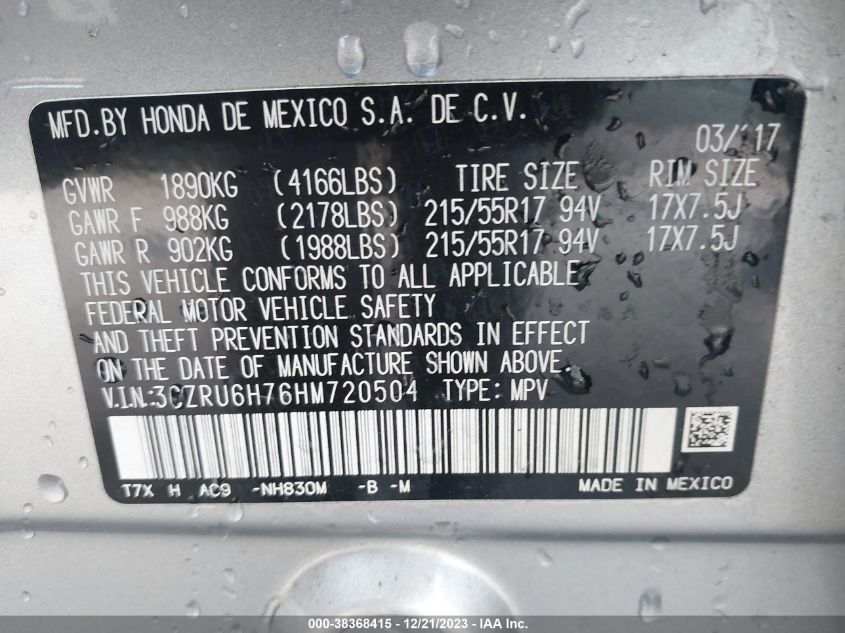 MFD.BY HONDA DE MEXICO S.A. DE C.V.
03/'17
GVWR 1890KG (4166LBS) TIRE SIZE RIM SIZE
GAWR F 988KG (2178LBS) 215/55R17 94V 17X7.5J
GAWR R 902KG (1988LBS) 215/55R17 94V 17X7.5J
THIS VEHICLE CONFORMS TO ALL APPLICABLE
FEDERAL MOTOR VEHICLE SAFETY
AND THEFT PREVENTION STANDARDS IN EFFECT
ON THE DATE OF MANUFACTURE SHOWN ABOVE.
V.I.N.:3CZRU6H76HM720504 TYPE: MPV
T7X H AC9 -NH830M -B -M MADE IN MEXICO
000-38368415 - 12/21/2023 - IAA Inc.